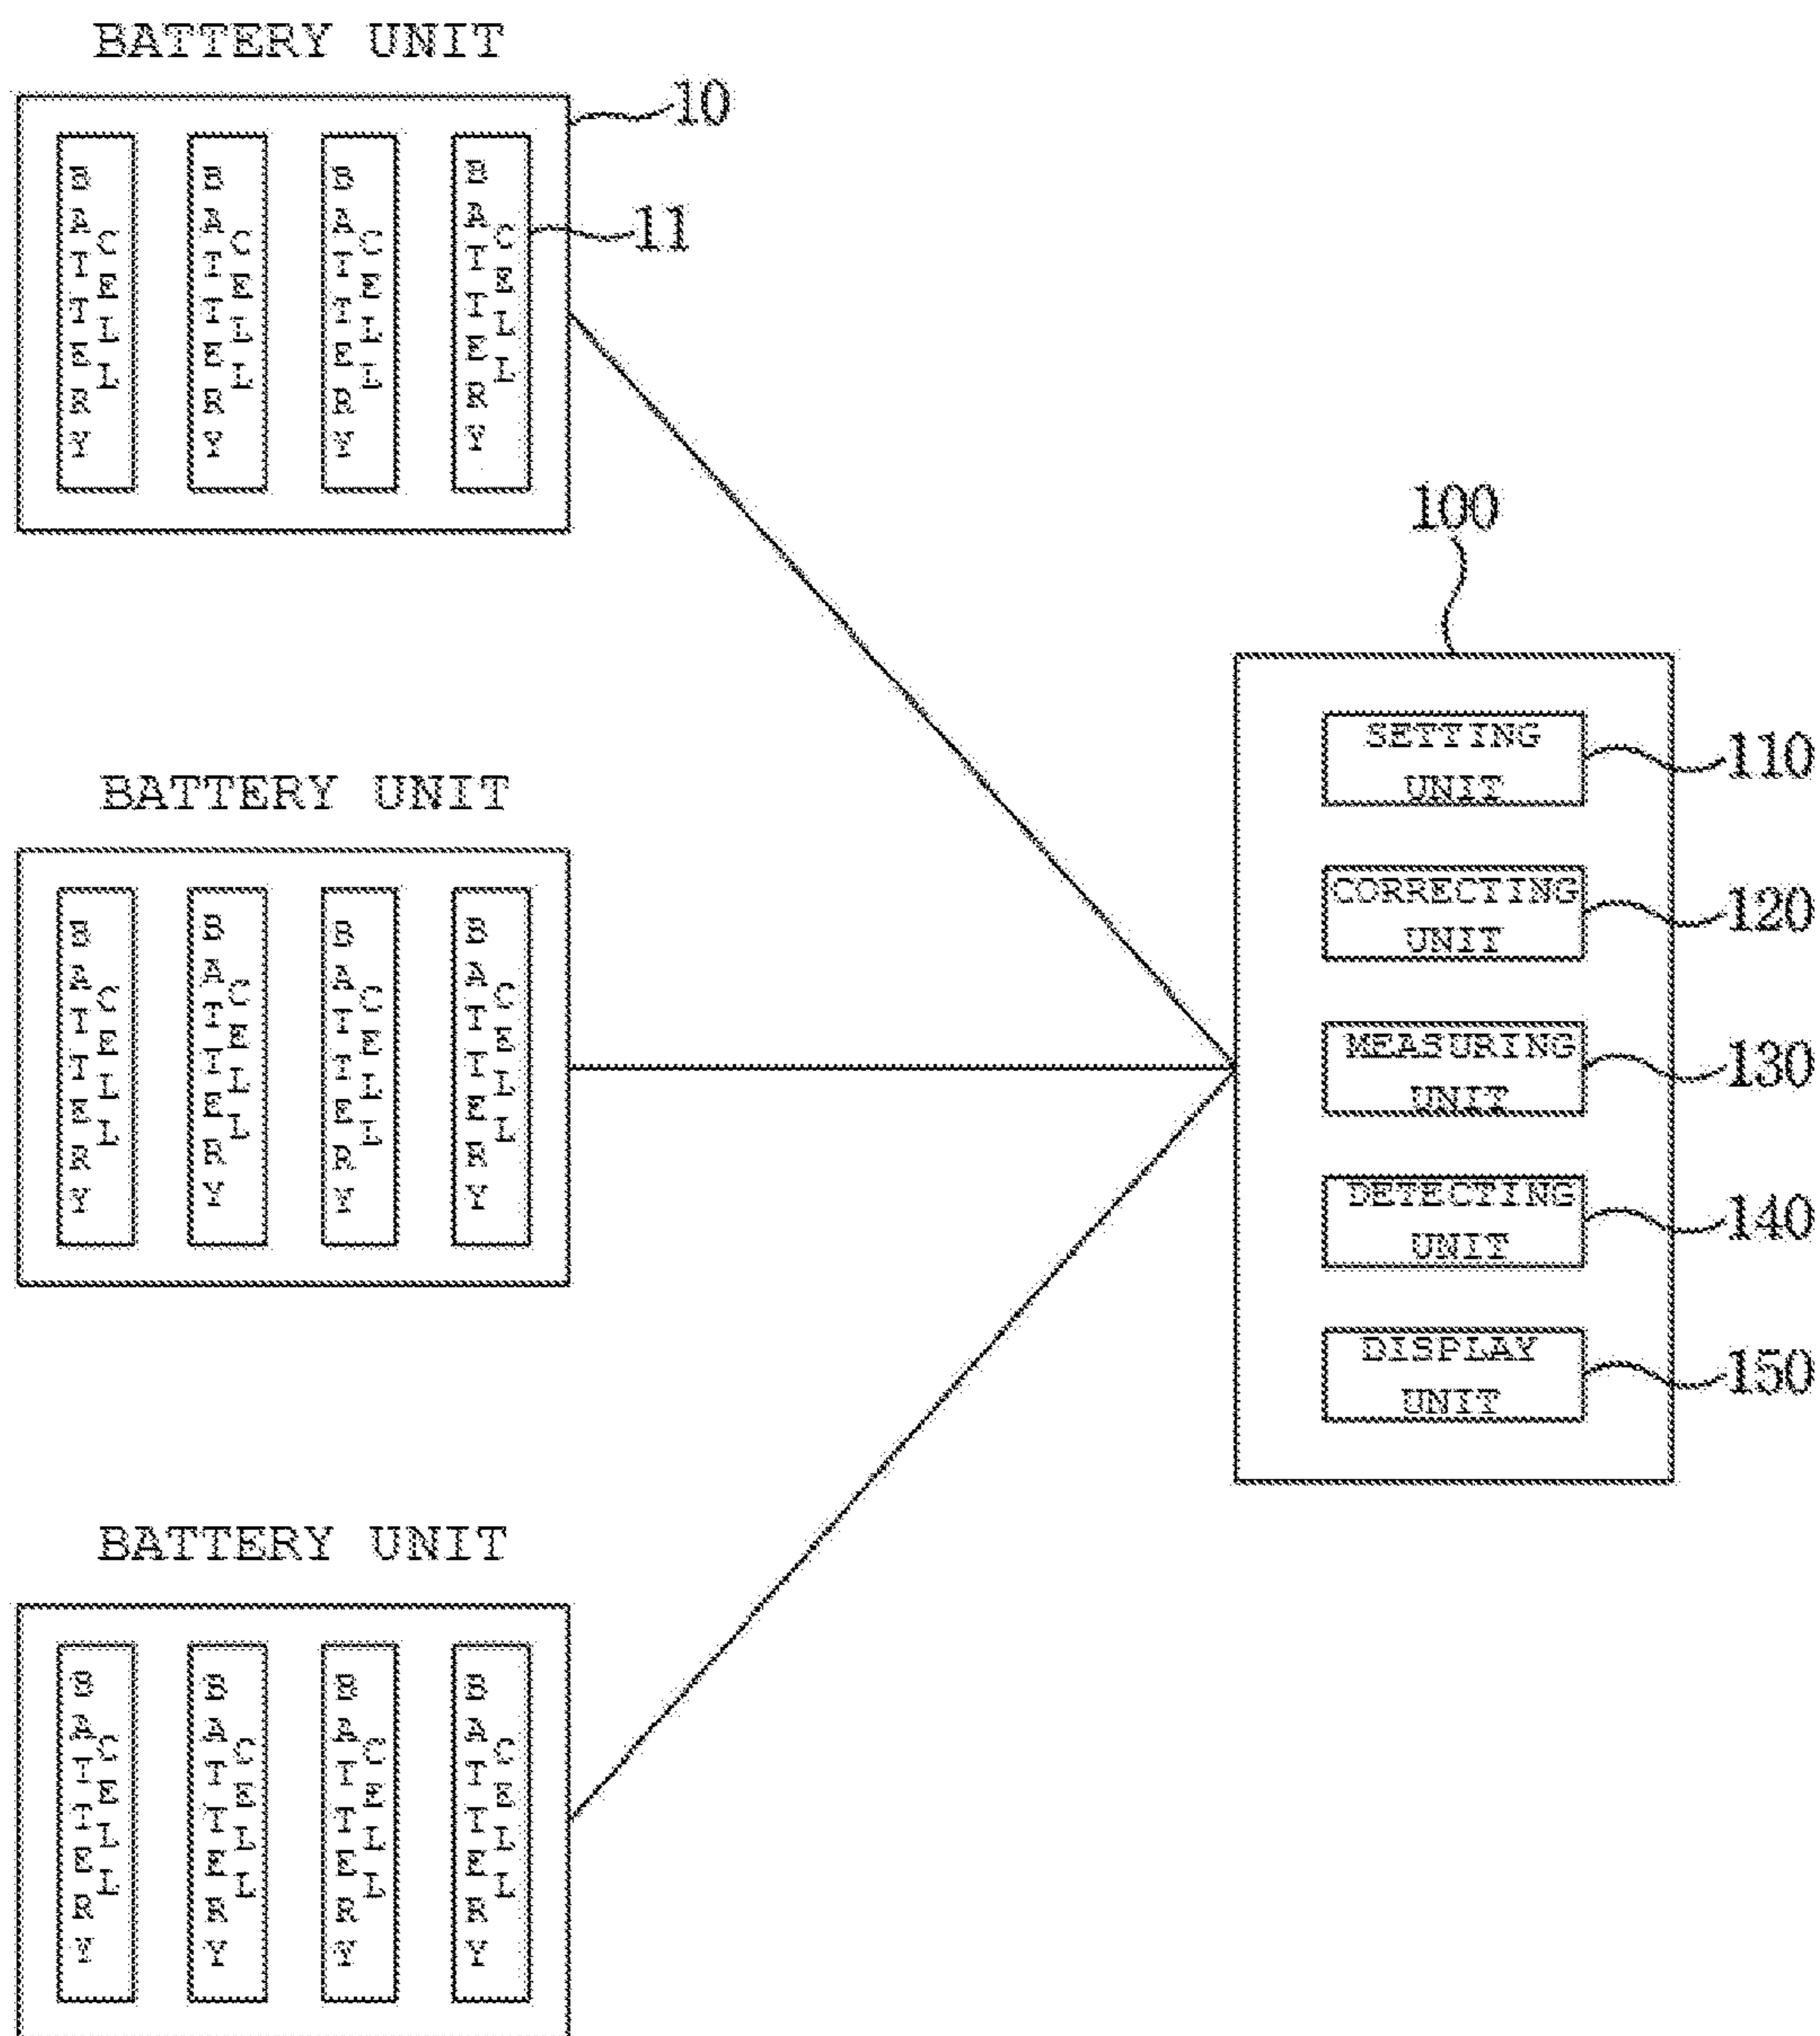 BATTERY UNIT
10
BATTERY CELL
BATTERY CELL
BATTERY CELL
BATTERY CELL
11
100
SETTING
UNIT
110
CORRECTING
UNIT
120
MEASURING
UNIT
130
DETECTING
UNIT
140
DISPLAY
UNIT
150
BATTERY UNIT
BATTERY CELL
BATTERY CELL
BATTERY CELL
BATTERY CELL
BATTERY UNIT
BATTERY CELL
BATTERY CELL
BATTERY CELL
BATTERY CELL